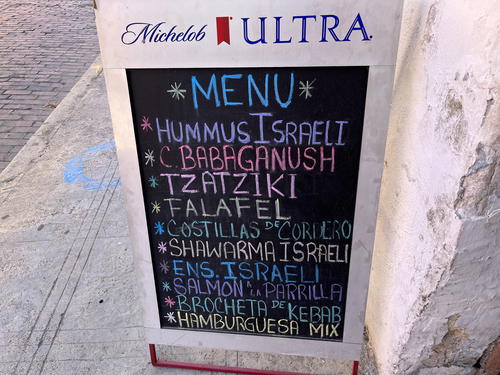 Michelob ULTRA
* MENU *
* HUMMUS ISRAELI
* C. BABAGANUSH
* TZATZIKI
* FALAFEL
* COSTILLAS DE CORDERO
* SHAWARMA ISRAELI
* ENS. ISRAELI
* SALMÓN A LA PARRILLA
* BROCHETA DE KEBAB
* HAMBURGUESA MIX